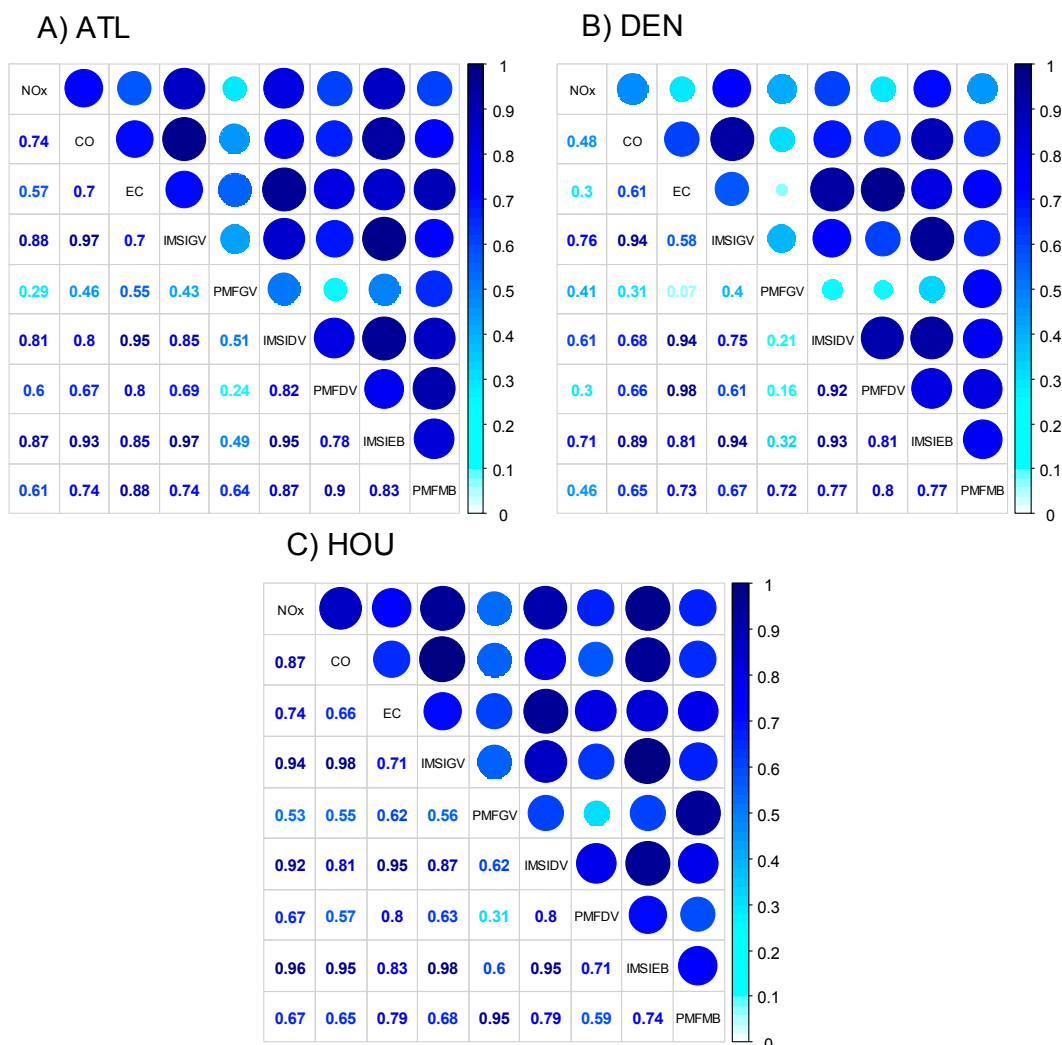 A) ATL
B) DEN
NOx
0.74 CO
0.57 0.7 EC
0.88 0.97 0.7 IMSIGV
0.29 0.46 0.55 0.43 PMFGV
0.81 0.8 0.95 0.85 0.51 IMSIDV
0.6 0.67 0.8 0.69 0.24 0.82 PMFDV
0.87 0.93 0.85 0.97 0.49 0.95 0.78 IMSIEB
0.61 0.74 0.88 0.74 0.64 0.87 0.9 0.83 PMFMB
1
0.9
0.8
0.7
0.6
0.5
0.4
0.3
0.2
0.1
0
NOx
0.48 CO
0.3 0.61 EC
0.76 0.94 0.58 IMSIGV
0.41 0.31 0.07 0.4 PMFGV
0.61 0.68 0.94 0.75 0.21 IMSIDV
0.3 0.66 0.98 0.61 0.16 0.92 PMFDV
0.71 0.89 0.81 0.94 0.32 0.93 0.81 IMSIEB
0.46 0.65 0.73 0.67 0.72 0.77 0.8 0.77 PMFMB
1
0.9
0.8
0.7
0.6
0.5
0.4
0.3
0.2
0.1
0
C) HOU
NOx
0.87 CO
0.74 0.66 EC
0.94 0.98 0.71 IMSIGV
0.53 0.55 0.62 0.56 PMFGV
0.92 0.81 0.95 0.87 0.62 IMSIDV
0.67 0.57 0.8 0.63 0.31 0.8 PMFDV
0.96 0.95 0.83 0.98 0.6 0.95 0.71 IMSIEB
0.67 0.65 0.79 0.68 0.95 0.79 0.59 0.74 PMFMB
1
0.9
0.8
0.7
0.6
0.5
0.4
0.3
0.2
0.1
0